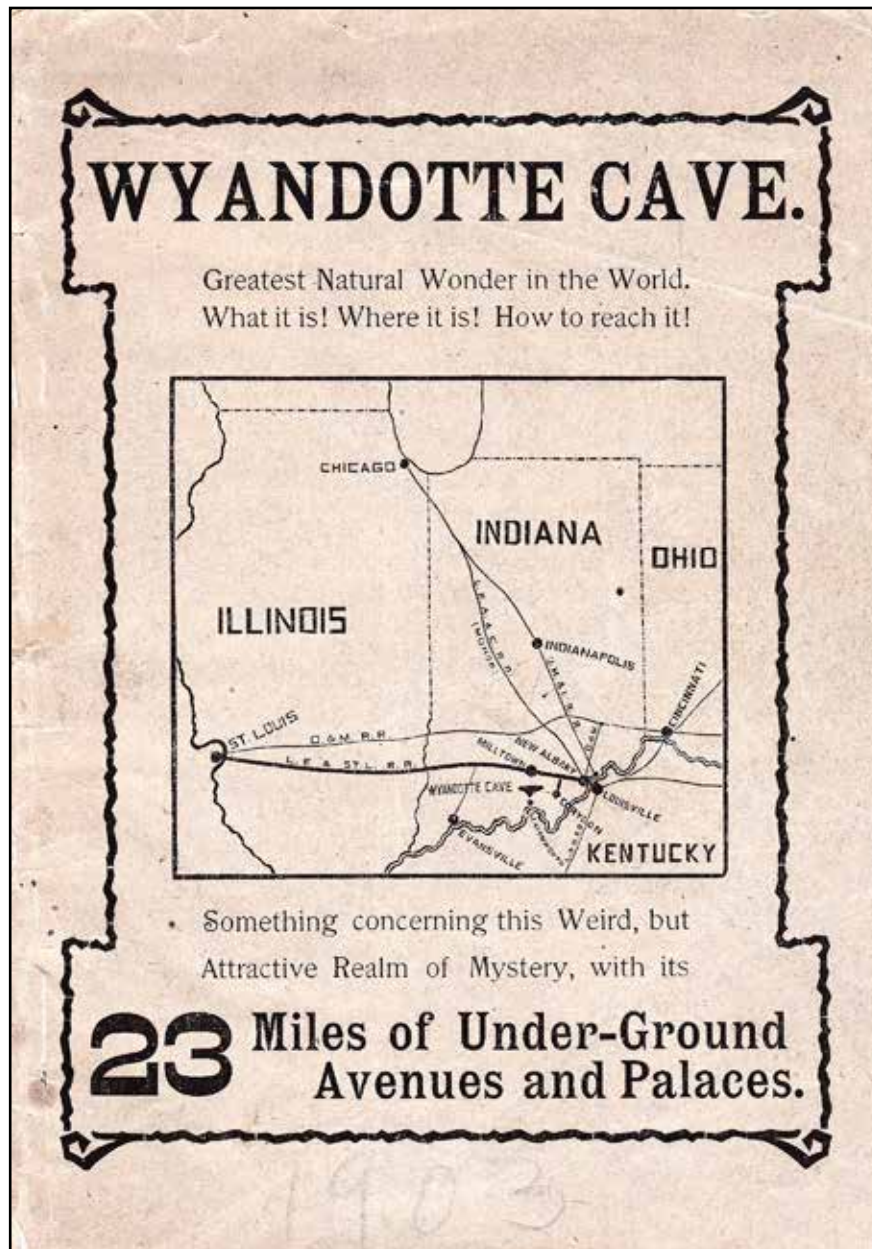 WYANDOTTE CAVE.
Greatest Natural Wonder in the World.
What it is! Where it is! How to reach it!
CHICAGO
INDIANA
OHIO
ILLINOIS
INDIANAPOLIS
CINCINNATI
ST. LOUIS
O. & M. R. R.
L. E. & ST. L. R. R.
MILLTOWN
NEW ALBANY
WYANDOTTE CAVE
LOUISVILLE
EVANSVILLE
KENTUCKY
Something concerning this Weird, but
Attractive Realm of Mystery, with its
23 Miles of Under-Ground
Avenues and Palaces.
1903